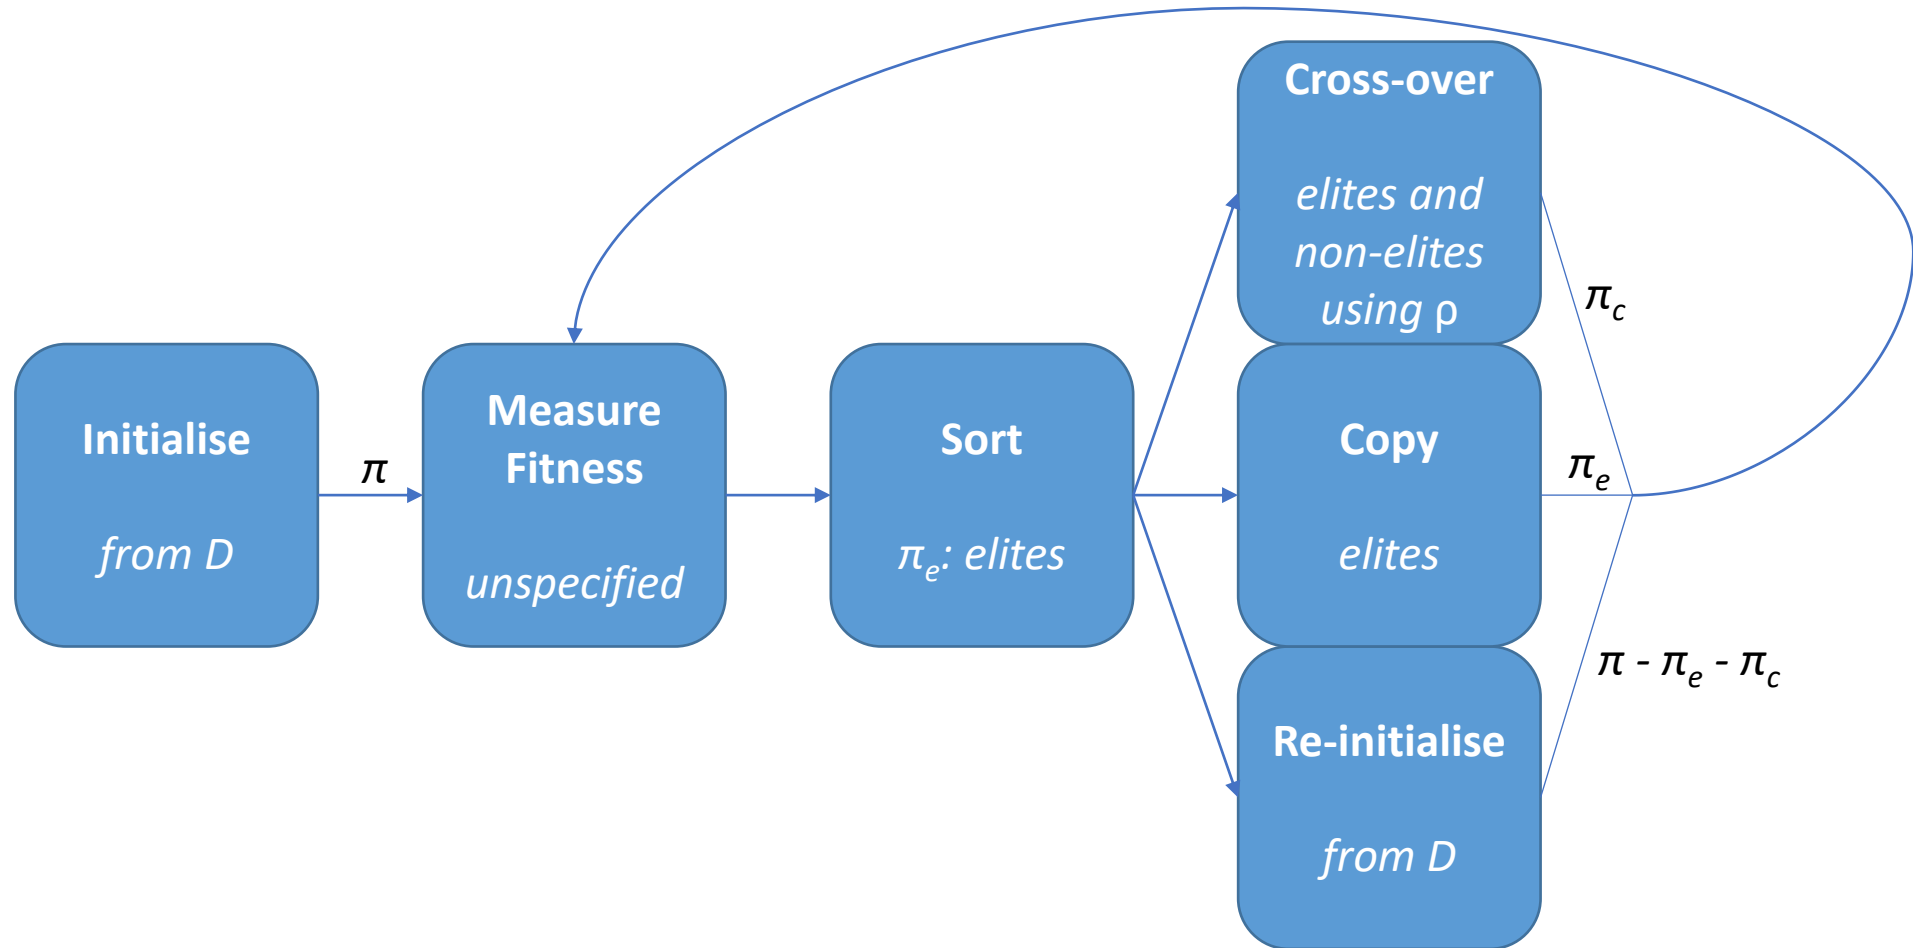 Initialise
from D
π
Measure
Fitness
unspecified
Sort
πe: elites
Cross-over
elites and
non-elites
using ρ
πc
Copy
elites
πe
Re-initialise
from D
π - πe - πc